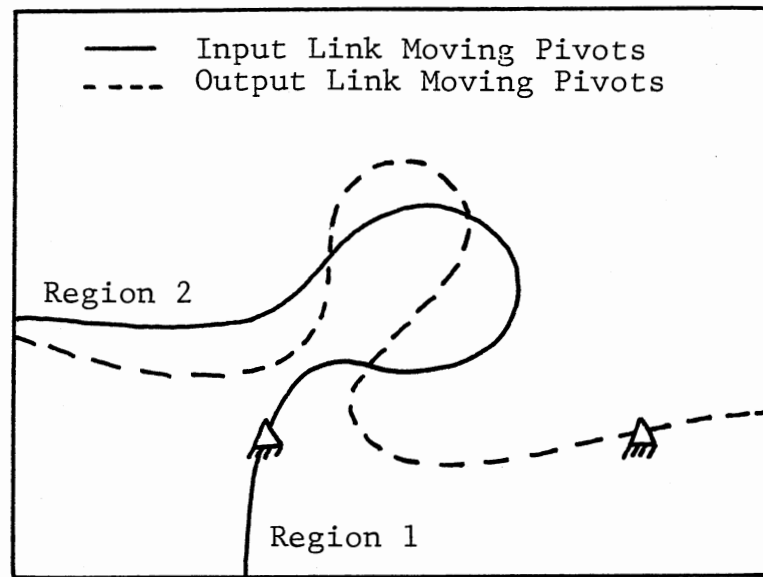 Input Link Moving Pivots
Output Link Moving Pivots
Region 2
Region 1